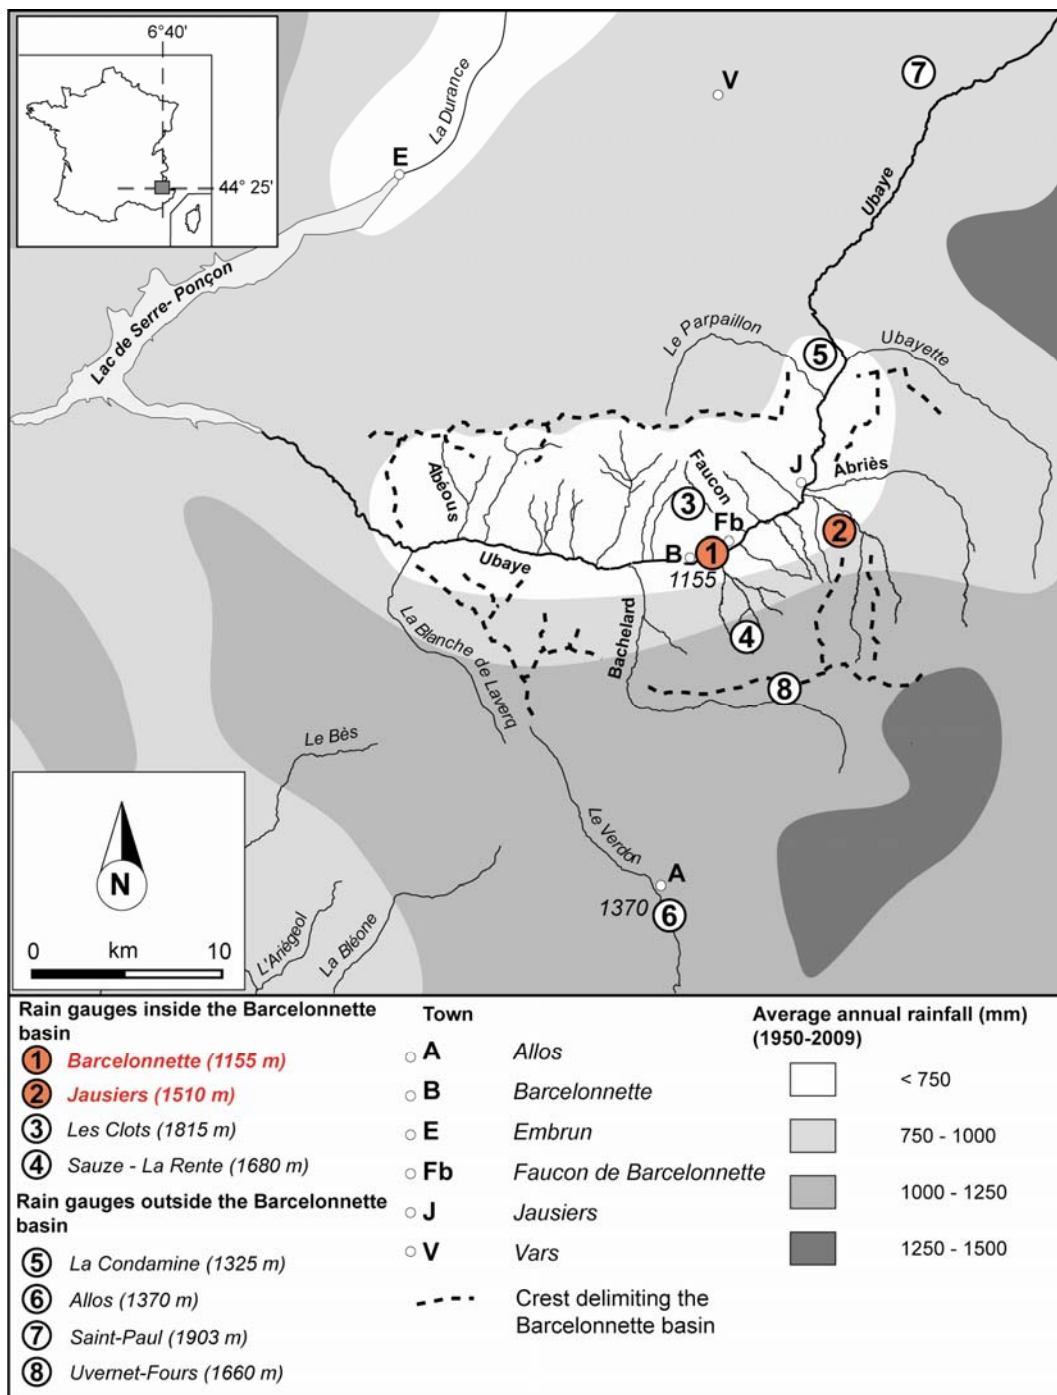 6°40'
44° 25'
La Durance
E
V
7
Ubaye
Lac de Serre- Ponçon
Le Parpaillon
5
Ubayette
Abéous
Faucon
3
J
Abriès
Fb
2
B
1
1155
Ubaye
La Blanche de Laverq
Bachelard
4
8
Le Bès
Le Verdon
A
1370
6
N
0 km 10
L'Ariégeol
La Bléone
Rain gauges inside the Barcelonnette
basin
1 Barcelonnette (1155 m)
2 Jausiers (1510 m)
3 Les Clots (1815 m)
4 Sauze - La Rente (1680 m)
Rain gauges outside the Barcelonnette
basin
5 La Condamine (1325 m)
6 Allos (1370 m)
7 Saint-Paul (1903 m)
8 Uvernet-Fours (1660 m)
Town
A Allos
B Barcelonnette
E Embrun
Fb Faucon de Barcelonnette
J Jausiers
V Vars
Crest delimiting the
Barcelonnette basin
Average annual rainfall (mm)
(1950-2009)
< 750
750 - 1000
1000 - 1250
1250 - 1500